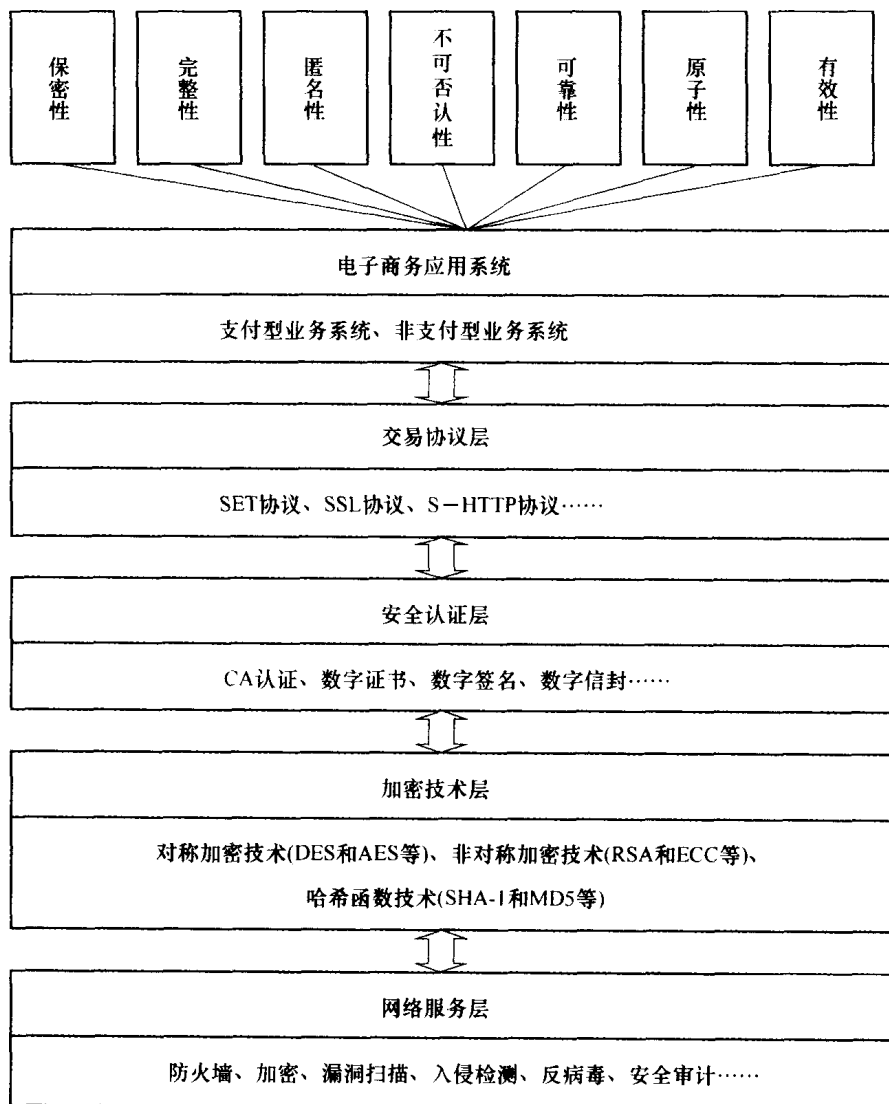 保密性
完整性
匿名性
不可否认性
可靠性
原子性
有效性
电子商务应用系统
支付型业务系统、非支付型业务系统
交易协议层
SET协议、SSL协议、S－HTTP协议……
安全认证层
CA认证、数字证书、数字签名、数字信封……
加密技术层
对称加密技术(DES和AES等)、非对称加密技术(RSA和ECC等)、
哈希函数技术(SHA-1和MD5等)
网络服务层
防火墙、加密、漏洞扫描、入侵检测、反病毒、安全审计……